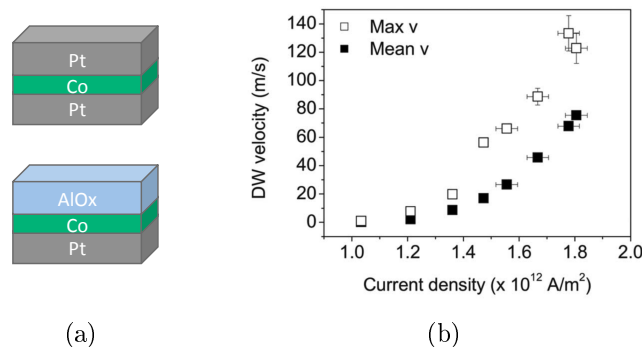 Pt
Co
Pt
AlOx
Co
Pt
(a)
Max v
Mean v
DW velocity (m/s)
140
120
100
80
60
40
20
0
1.0 1.2 1.4 1.6 1.8 2.0
Current density (x 10¹² A/m²)
(b)